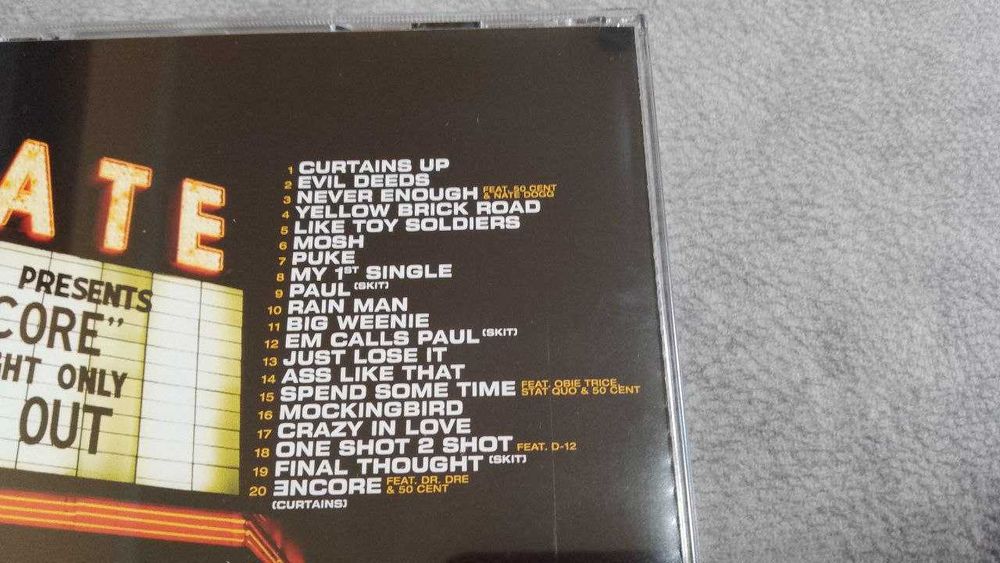 ATE
PRESENTS
CORE"
HT ONLY
OUT
1 CURTAINS UP
2 EVIL DEEDS
3 NEVER ENOUGH FEAT. 50 CENT & NATE DOGG
4 YELLOW BRICK ROAD
5 LIKE TOY SOLDIERS
6 MOSH
7 PUKE
8 MY 1ST SINGLE
9 PAUL (SKIT)
10 RAIN MAN
11 BIG WEENIE
12 EM CALLS PAUL (SKIT)
13 JUST LOSE IT
14 ASS LIKE THAT
15 SPEND SOME TIME FEAT. OBIE TRICE, STAT QUO & 50 CENT
16 MOCKINGBIRD
17 CRAZY IN LOVE
18 ONE SHOT 2 SHOT FEAT. D-12
19 FINAL THOUGHT (SKIT)
20 ƎNCORE FEAT. DR. DRE & 50 CENT
(CURTAINS)